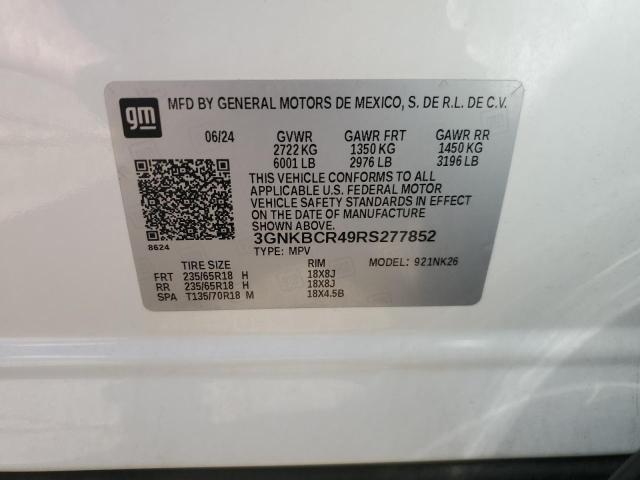 gm
MFD BY GENERAL MOTORS DE MEXICO, S. DE R.L. DE C.V.
06/24 GVWR GAWR FRT GAWR RR
2722 KG 1350 KG 1450 KG
6001 LB 2976 LB 3196 LB
THIS VEHICLE CONFORMS TO ALL
APPLICABLE U.S. FEDERAL MOTOR
VEHICLE SAFETY STANDARDS IN EFFECT
ON THE DATE OF MANUFACTURE
SHOWN ABOVE.
3GNKBCR49RS277852
8624
TYPE: MPV MODEL: 921NK26
TIRE SIZE RIM
FRT 235/65R18 H 18X8J
RR 235/65R18 H 18X8J
SPA T135/70R18 M 18X4.5B